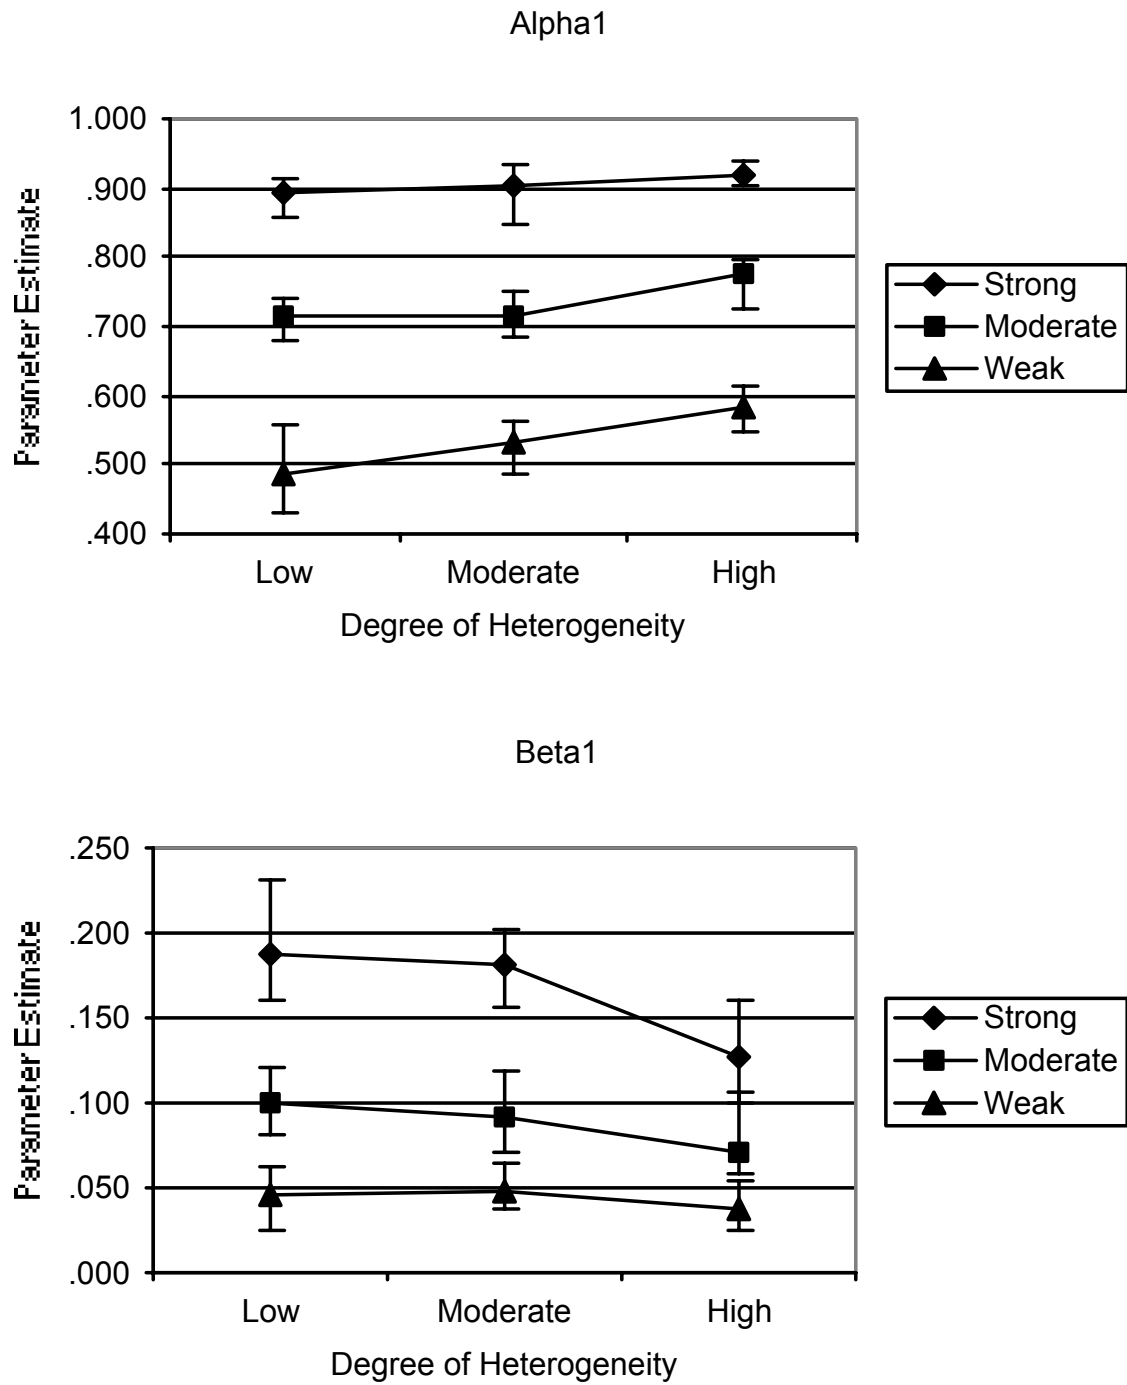 Alpha1
1.000
.900
.800
.700
.600
.500
.400
Parameter Estimate
Low Moderate High
Degree of Heterogeneity
Strong
Moderate
Weak
Beta1
.250
.200
.150
.100
.050
.000
Parameter Estimate
Low Moderate High
Degree of Heterogeneity
Strong
Moderate
Weak